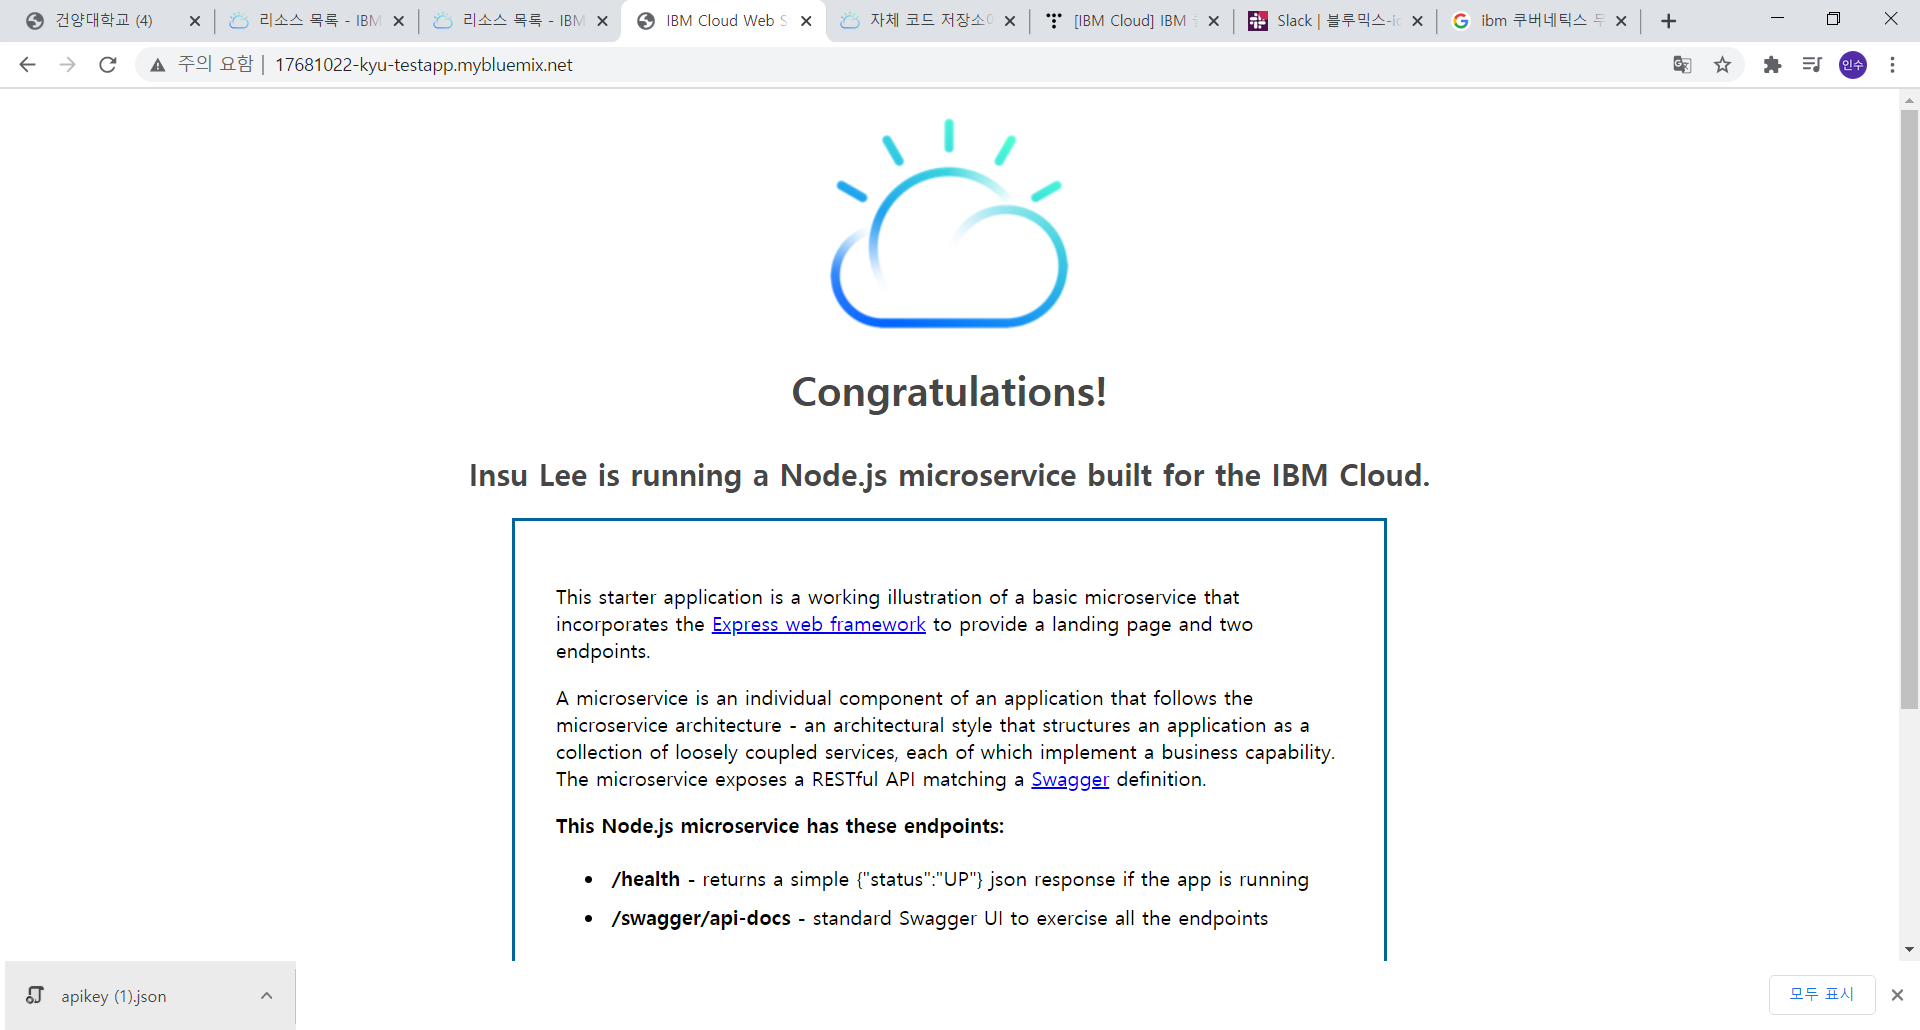 건양대학교 (4)
리소스 목록 - IBM
리소스 목록 - IBM
IBM Cloud Web S
자체 코드 저장소
[IBM Cloud] IBM
Slack | 블루믹스-ic
ibm 쿠버네틱스 무
주의 요함 | 17681022-kyu-testapp.mybluemix.net
인수
Congratulations!
Insu Lee is running a Node.js microservice built for the IBM Cloud.
This starter application is a working illustration of a basic microservice that
incorporates the Express web framework to provide a landing page and two
endpoints.
A microservice is an individual component of an application that follows the
microservice architecture - an architectural style that structures an application as a
collection of loosely coupled services, each of which implement a business capability.
The microservice exposes a RESTful API matching a Swagger definition.
This Node.js microservice has these endpoints:
• /health - returns a simple {"status":"UP"} json response if the app is running
• /swagger/api-docs - standard Swagger UI to exercise all the endpoints
apikey (1).json
모두 표시